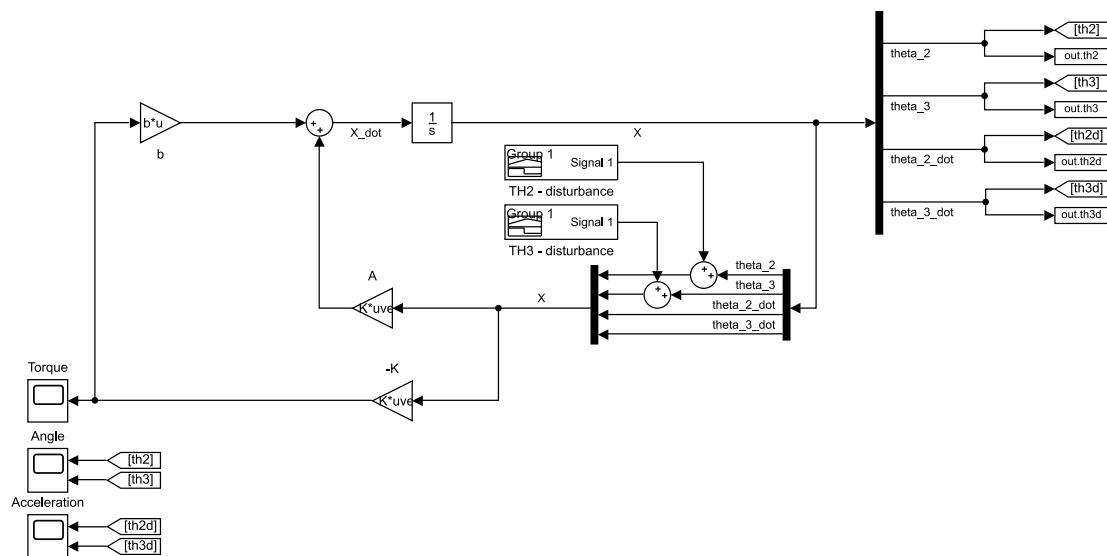 [th2]
theta_2
out.th2
[th3]
theta_3
out.th3
b*u
b
+
+
X_dot
1
s
X
[th2d]
theta_2_dot
out.th2d
Group 1
Signal 1
TH2 - disturbance
[th3d]
theta_3_dot
out.th3d
Group 1
Signal 1
TH3 - disturbance
+
+
theta_2
+
+
theta_3
theta_2_dot
theta_3_dot
X
A
K*uve
-K
K*uve
Torque
Angle
[th2]
[th3]
Acceleration
[th2d]
[th3d]